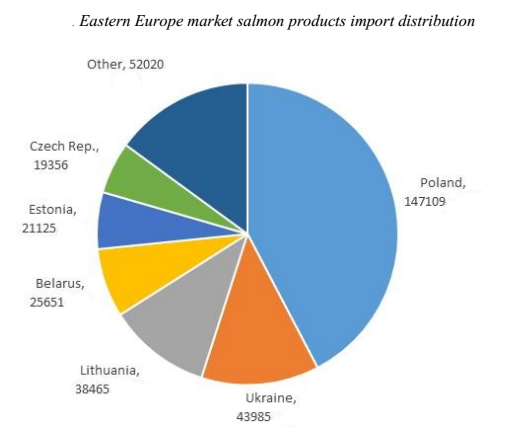 . Eastern Europe market salmon products import distribution
Other, 52020
Czech Rep.,
19356
Estonia,
21125
Belarus,
25651
Lithuania,
38465
Ukraine,
43985
Poland,
147109